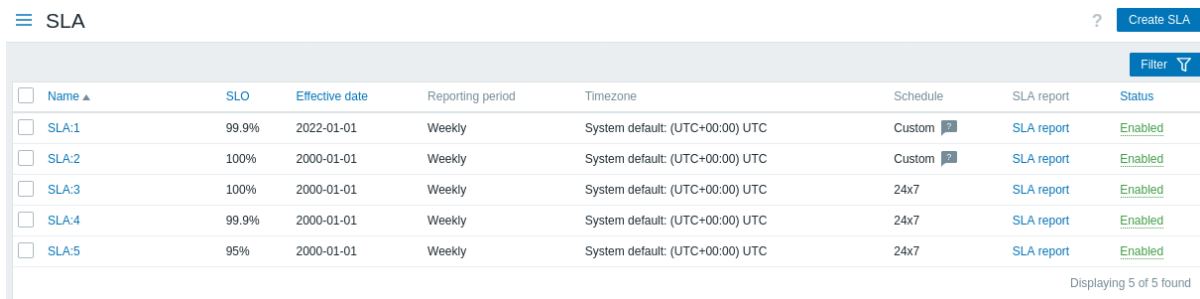 SLA
? Create SLA
Filter
Name SLO Effective date Reporting period Timezone Schedule SLA report Status
SLA:1 99.9% 2022-01-01 Weekly System default: (UTC+00:00) UTC Custom ? SLA report Enabled
SLA:2 100% 2000-01-01 Weekly System default: (UTC+00:00) UTC Custom ? SLA report Enabled
SLA:3 100% 2000-01-01 Weekly System default: (UTC+00:00) UTC 24x7 SLA report Enabled
SLA:4 99.9% 2000-01-01 Weekly System default: (UTC+00:00) UTC 24x7 SLA report Enabled
SLA:5 95% 2000-01-01 Weekly System default: (UTC+00:00) UTC 24x7 SLA report Enabled
Displaying 5 of 5 found